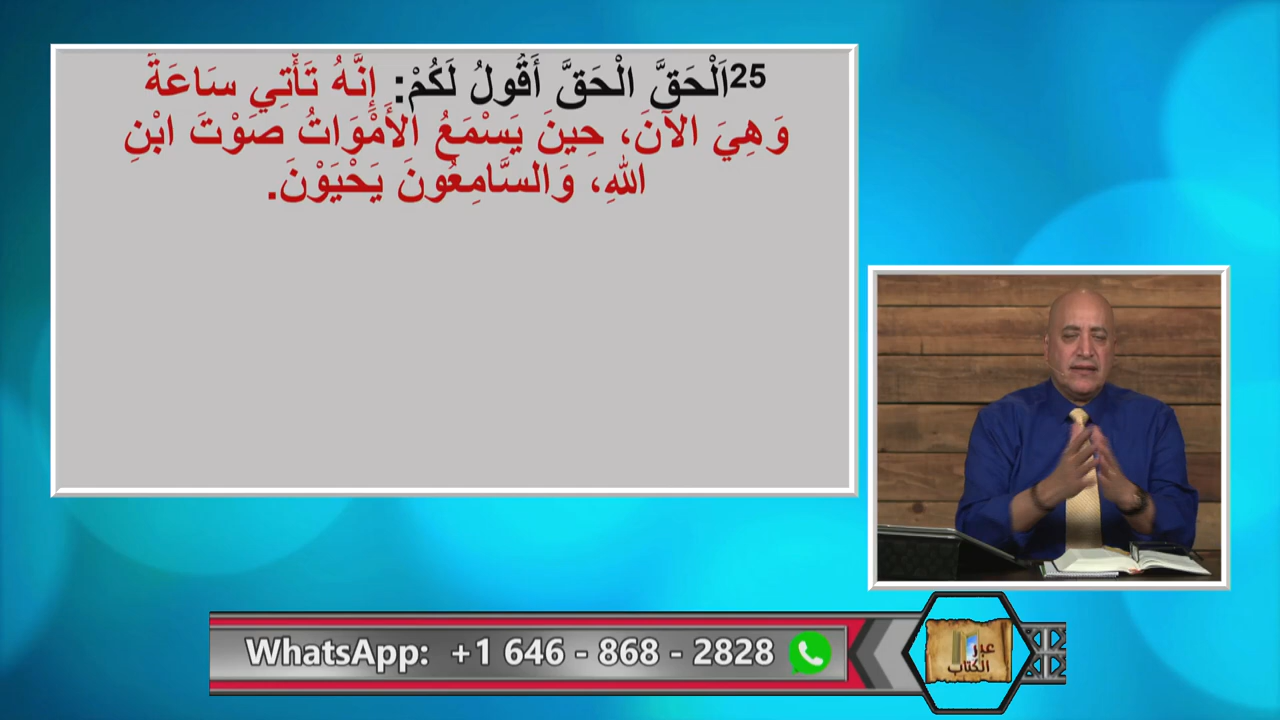 25اَلْحَقَّ الْحَقَّ أَقُولُ لَكُمْ: إِنَّهُ تَأْتِي سَاعَةٌ
وَهِيَ الآنَ، حِينَ يَسْمَعُ الأَمْوَاتُ صَوْتَ ابْنِ
اللهِ، وَالسَّامِعُونَ يَحْيَوْنَ.
WhatsApp: +1 646 - 868 - 2828
عبر
الكتاب